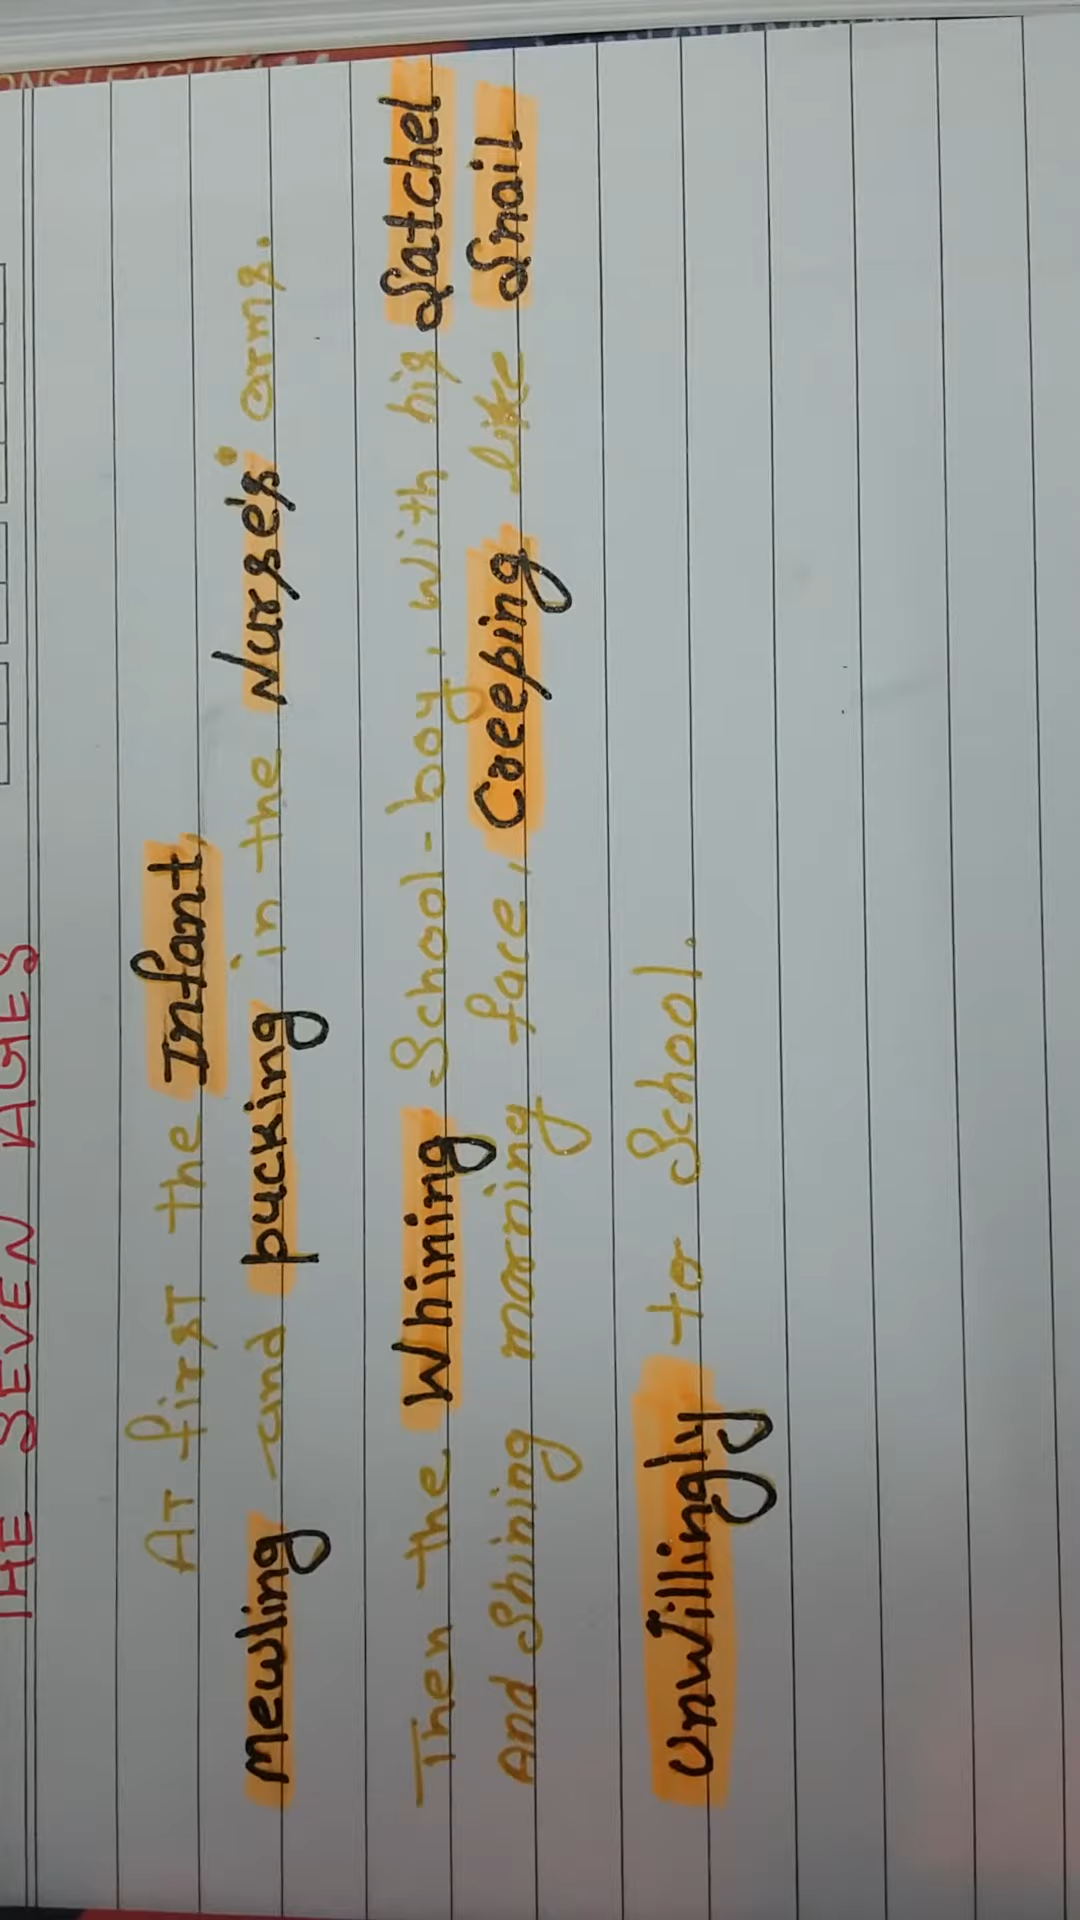 THE SEVEN AGES
At first the Infant,
Mewling and pucking in the Nurse's arms.
Then the Whining School-boy, with his Satchel
And Shining morning face, Creeping like Snail
Unwillingly to School.